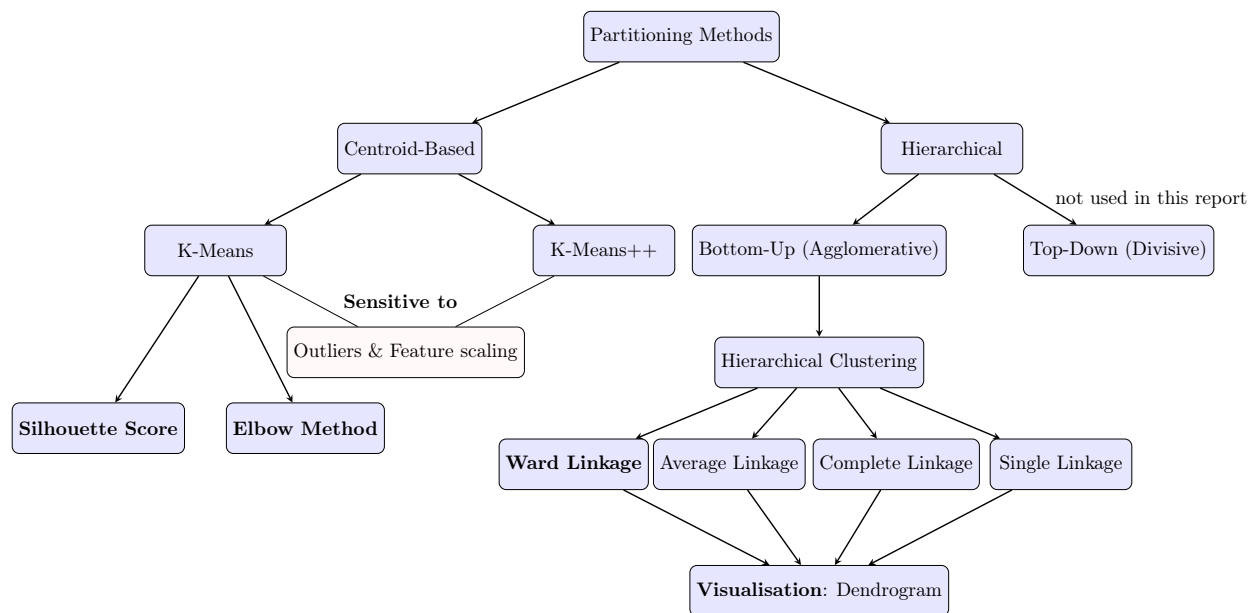 Partitioning Methods
Centroid-Based
Hierarchical
not used in this report
K-Means
K-Means++
Bottom-Up (Agglomerative)
Top-Down (Divisive)
Sensitive to
Outliers & Feature scaling
Hierarchical Clustering
Silhouette Score
Elbow Method
Ward Linkage
Average Linkage
Complete Linkage
Single Linkage
Visualisation: Dendrogram